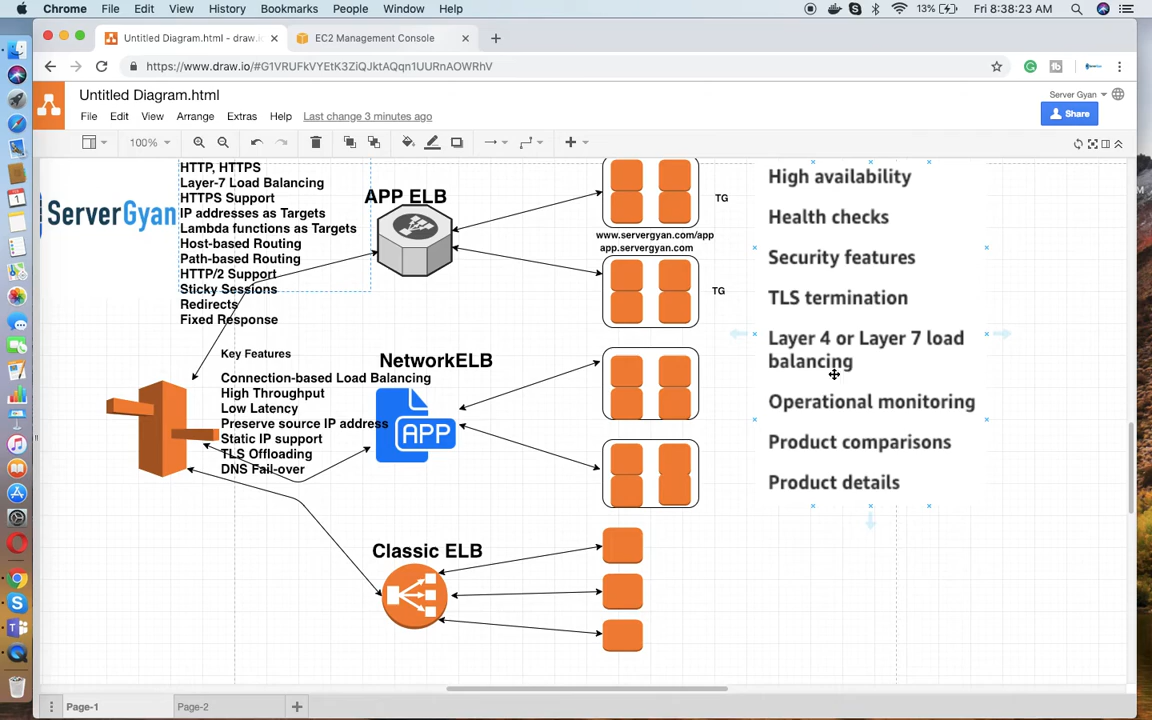 Chrome File Edit View History Bookmarks People Window Help
13% Fri 8:38:23 AM
Untitled Diagram.html - draw.i
EC2 Management Console
https://www.draw.io/#G1VRUFkVYEtK3ZiQJktAQqn1UURnAOWRhV
Untitled Diagram.html
Server Gyan
File Edit View Arrange Extras Help Last change 3 minutes ago
Share
100%
HTTP, HTTPS
Layer-7 Load Balancing
HTTPS Support
IP addresses as Targets
Lambda functions as Targets
Host-based Routing
Path-based Routing
HTTP/2 Support
Sticky Sessions
Redirects
Fixed Response
ServerGyan
APP ELB
TG
www.servergyan.com/app
app.servergyan.com
TG
Key Features
Connection-based Load Balancing
High Throughput
Low Latency
Preserve source IP address
Static IP support
TLS Offloading
DNS Fail-over
NetworkELB
APP
Classic ELB
High availability
Health checks
Security features
TLS termination
Layer 4 or Layer 7 load
balancing
Operational monitoring
Product comparisons
Product details
Page-1
Page-2